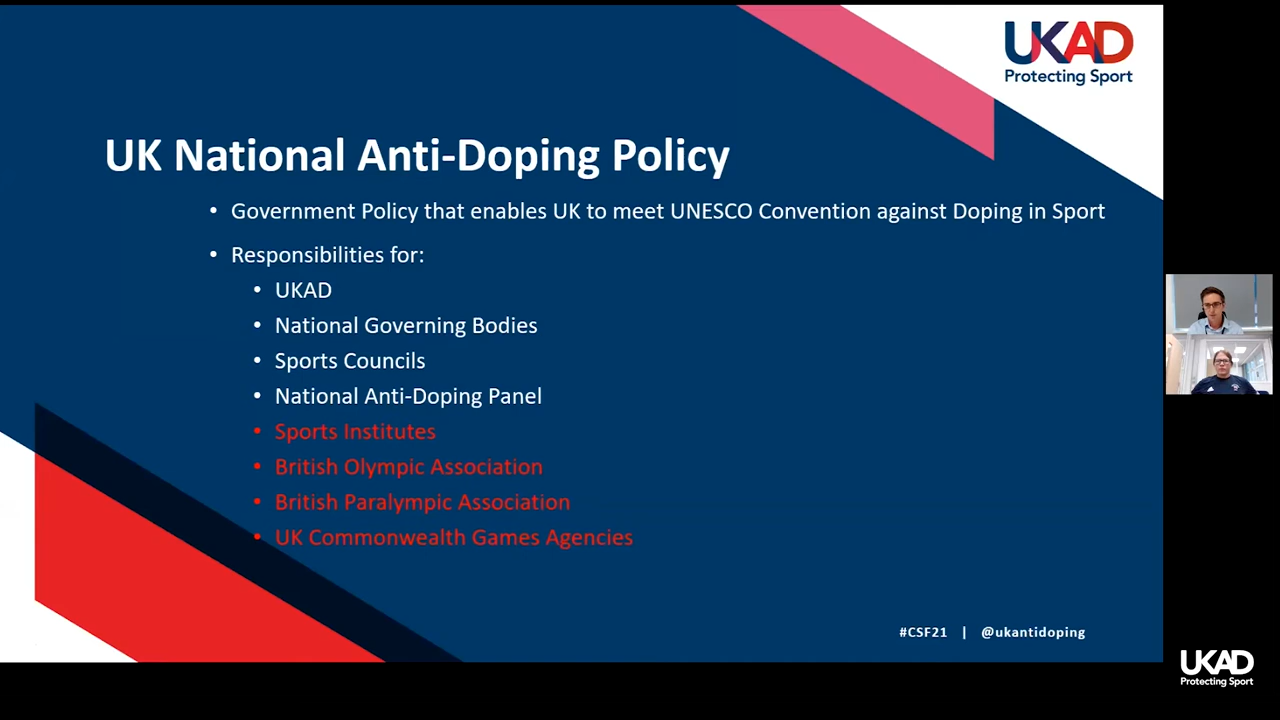 UKAD
Protecting Sport
UK National Anti-Doping Policy
• Government Policy that enables UK to meet UNESCO Convention against Doping in Sport
• Responsibilities for:
• UKAD
• National Governing Bodies
• Sports Councils
• National Anti-Doping Panel
• Sports Institutes
• British Olympic Association
• British Paralympic Association
• UK Commonwealth Games Agencies
#CSF21 | @ukantidoping
UKAD
Protecting Sport